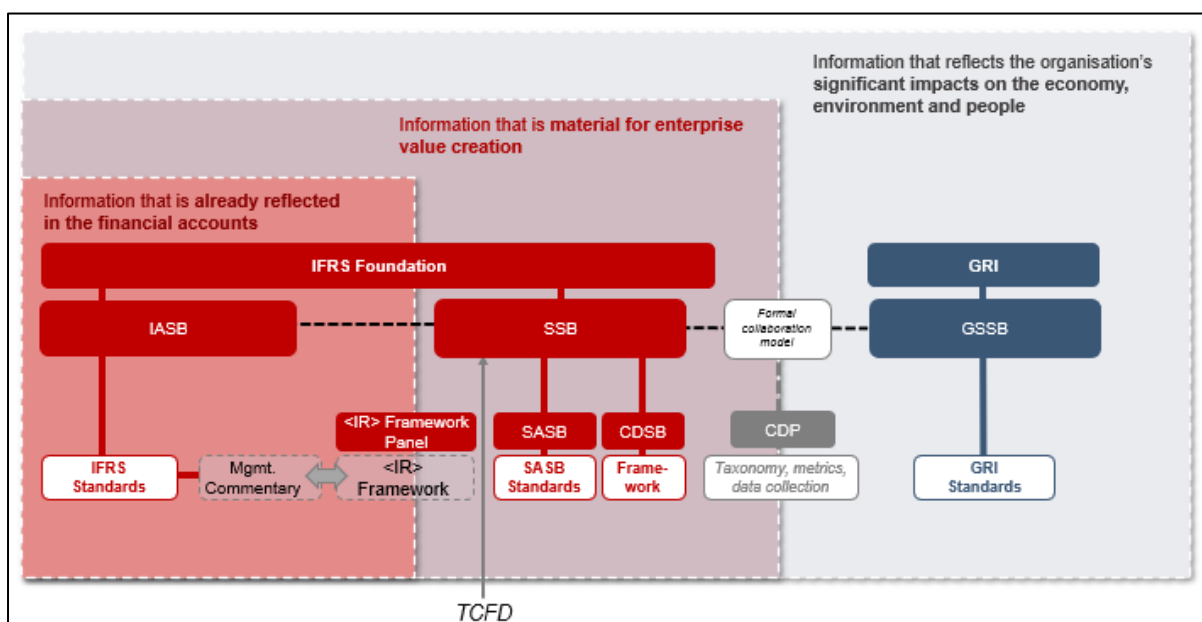 Information that reflects the organisation's
significant impacts on the economy,
environment and people
Information that is material for enterprise
value creation
Information that is already reflected
in the financial accounts
IFRS Foundation
GRI
IASB
SSB
Formal
collaboration
model
GSSB
<IR> Framework
Panel
SASB
CDSB
CDP
IFRS
Standards
Mgmt.
Commentary
<IR>
Framework
SASB
Standards
Frame-
work
Taxonomy, metrics,
data collection
GRI
Standards
TCFD